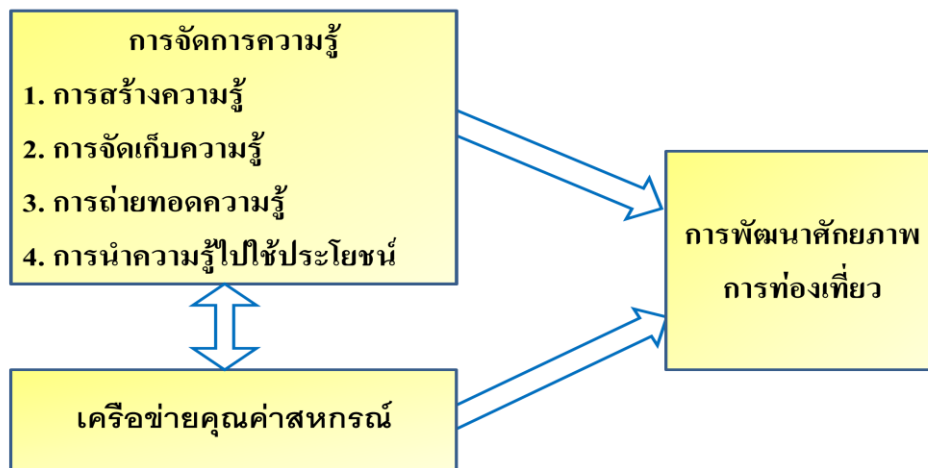 การจัดการความรู้
1. การสร้างความรู้
2. การจัดเก็บความรู้
3. การถ่ายทอดความรู้
4. การนำความรู้ไปใช้ประโยชน์
การพัฒนาศักยภาพ
การท่องเที่ยว
เครือข่ายคุณค่าสหกรณ์